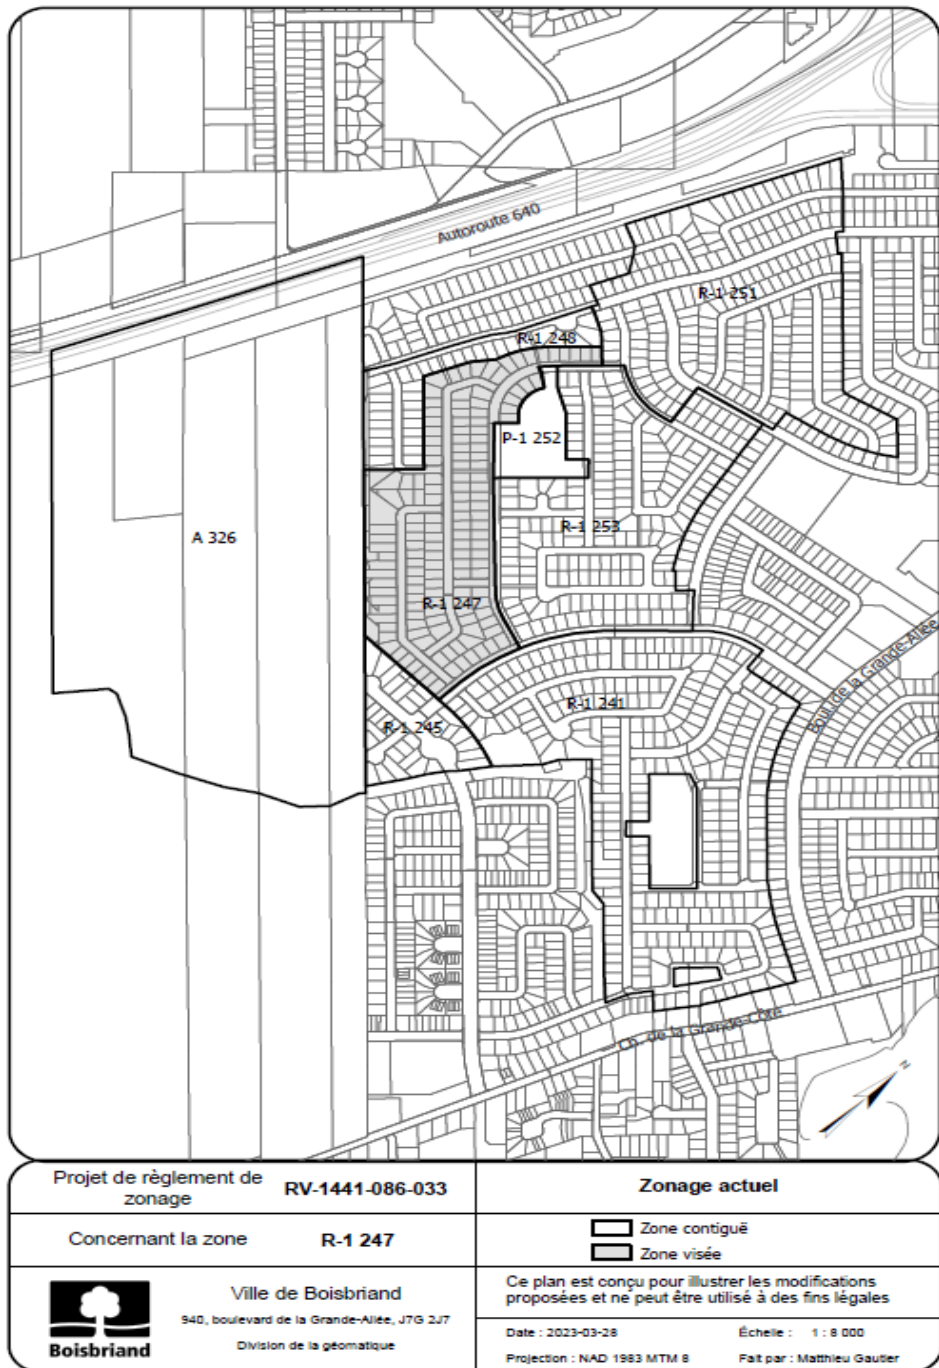 Autoroute 640
R-1 251
R-1 248
P-1 252
R-1 253
A 326
R-1 247
Boul. de la Grande-Allée
R-1 241
R-1 245
Ch. de la Grande-Côte
N
Projet de règlement de
zonage
RV-1441-086-033
Zonage actuel
Concernant la zone
R-1 247
Zone contiguë
Zone visée
Boisbriand
Ville de Boisbriand
940, boulevard de la Grande-Allée, J7G 2J7
Division de la géomatique
Ce plan est conçu pour illustrer les modifications
proposées et ne peut être utilisé à des fins légales
Date : 2023-03-28
Échelle : 1 : 8 000
Projection : NAD 1983 MTM 8
Fait par : Matthieu Gautier